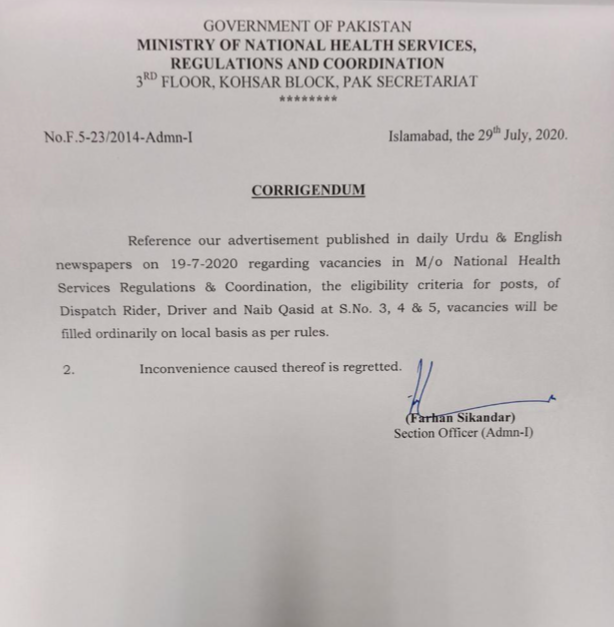 GOVERNMENT OF PAKISTAN
MINISTRY OF NATIONAL HEALTH SERVICES,
REGULATIONS AND COORDINATION
3RD FLOOR, KOHSAR BLOCK, PAK SECRETARIAT
********
No.F.5-23/2014-Admn-I Islamabad, the 29th July, 2020.
CORRIGENDUM
Reference our advertisement published in daily Urdu & English
newspapers on 19-7-2020 regarding vacancies in M/o National Health
Services Regulations & Coordination, the eligibility criteria for posts, of
Dispatch Rider, Driver and Naib Qasid at S.No. 3, 4 & 5, vacancies will be
filled ordinarily on local basis as per rules.
2. Inconvenience caused thereof is regretted.
(Farhan Sikandar)
Section Officer (Admn-I)